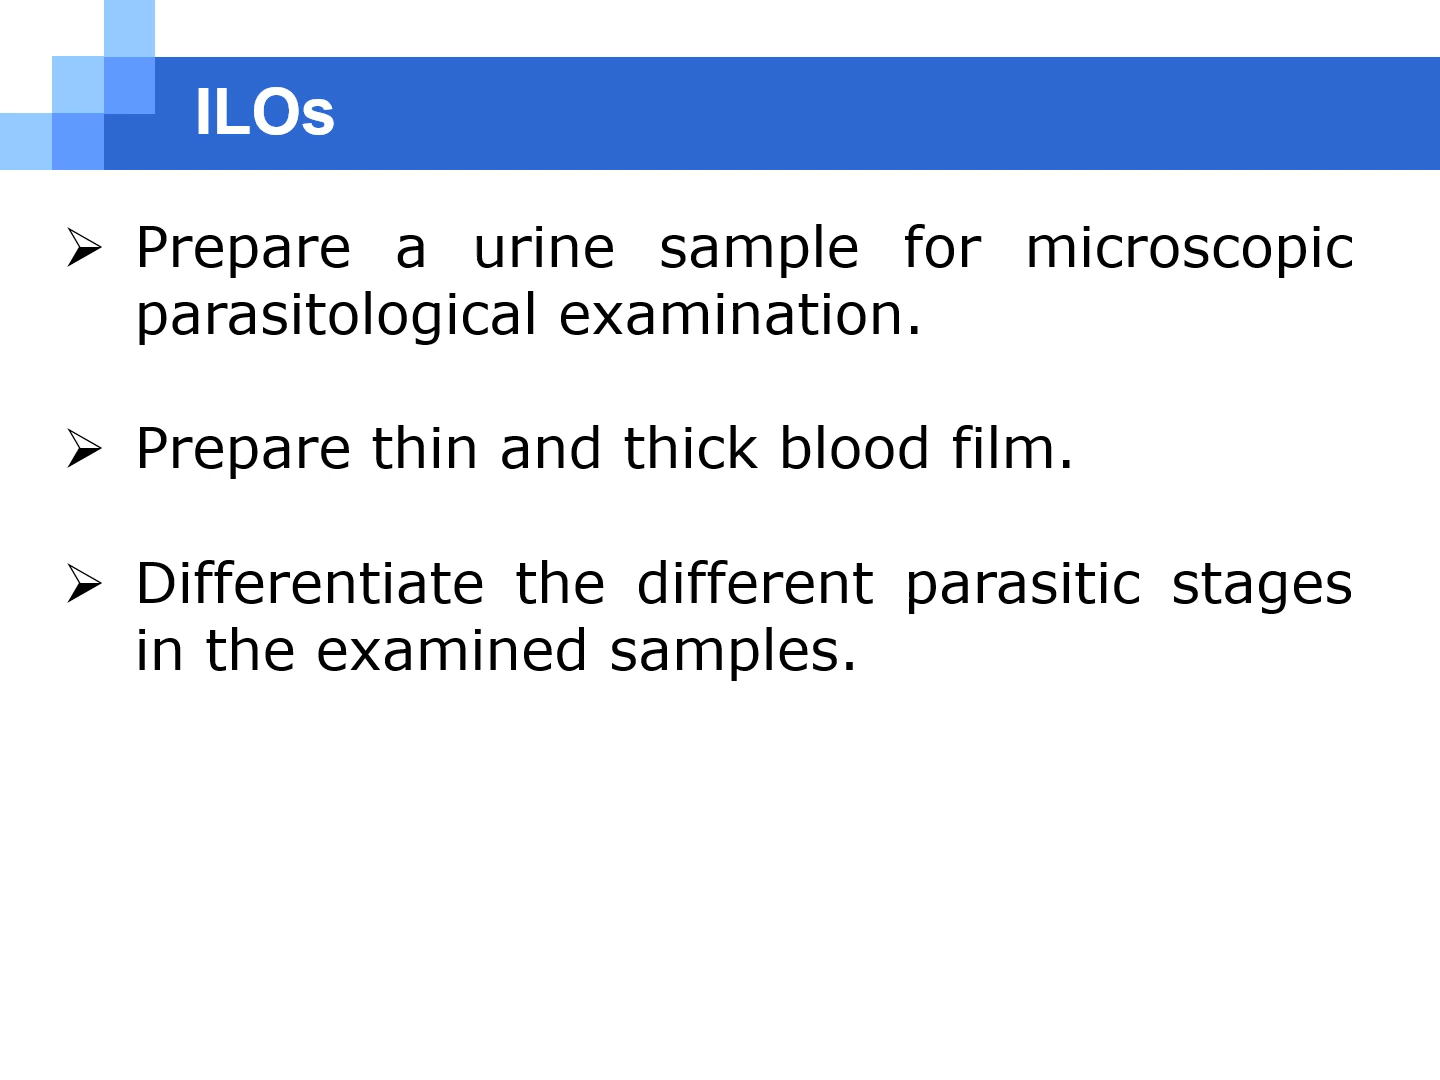 ILOs
➢ Prepare a urine sample for microscopic
parasitological examination.
➢ Prepare thin and thick blood film.
➢ Differentiate the different parasitic stages
in the examined samples.